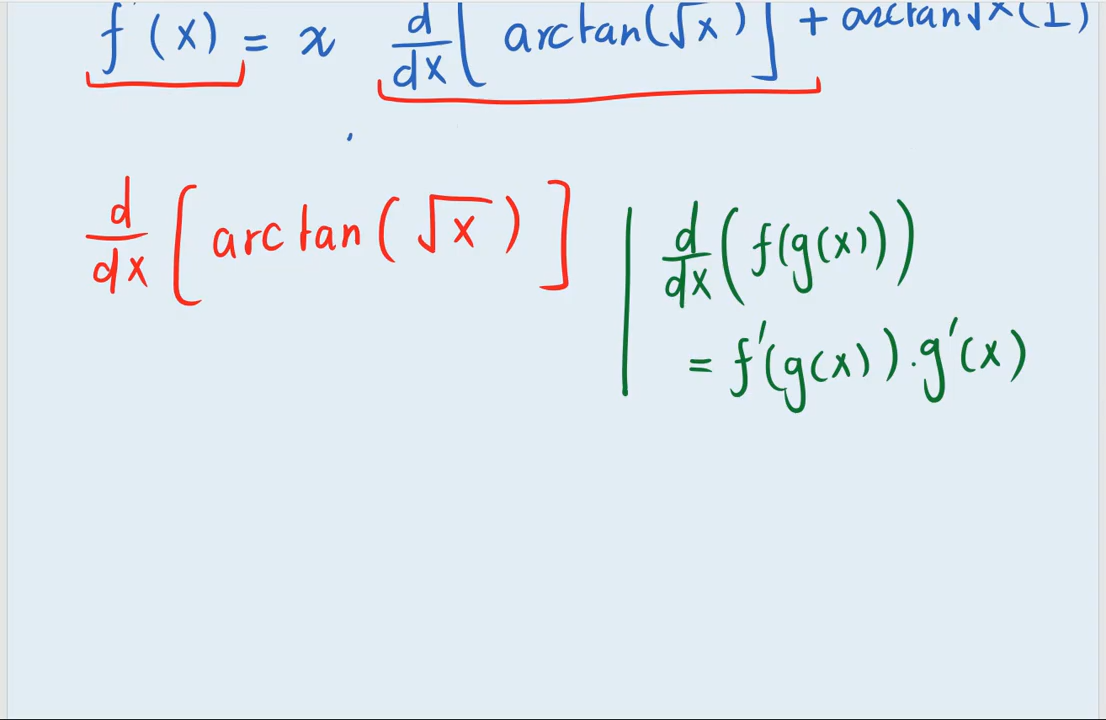 f'(x) = x d/dx [ arctan(√x) ] + arctan√x(1)
d/dx [ arctan(√x) ]
d/dx (f(g(x)))
= f'(g(x)).g'(x)